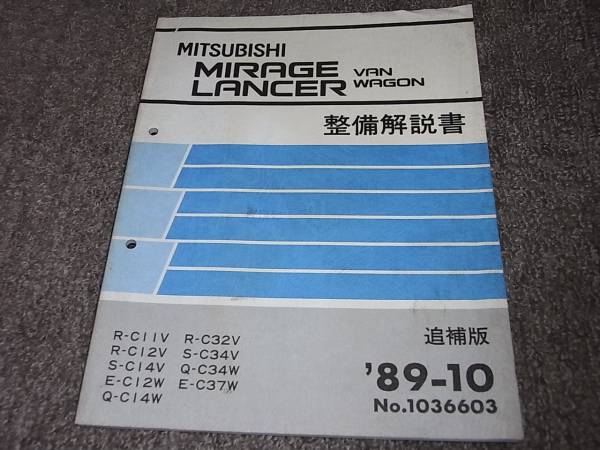 MITSUBISHI
MIRAGE VAN
LANCER WAGON
整備解説書
R-C11V R-C32V
R-C12V S-C34V
S-C14V Q-C34W
E-C12W E-C37W
Q-C14W
追補版
'89-10
No.1036603